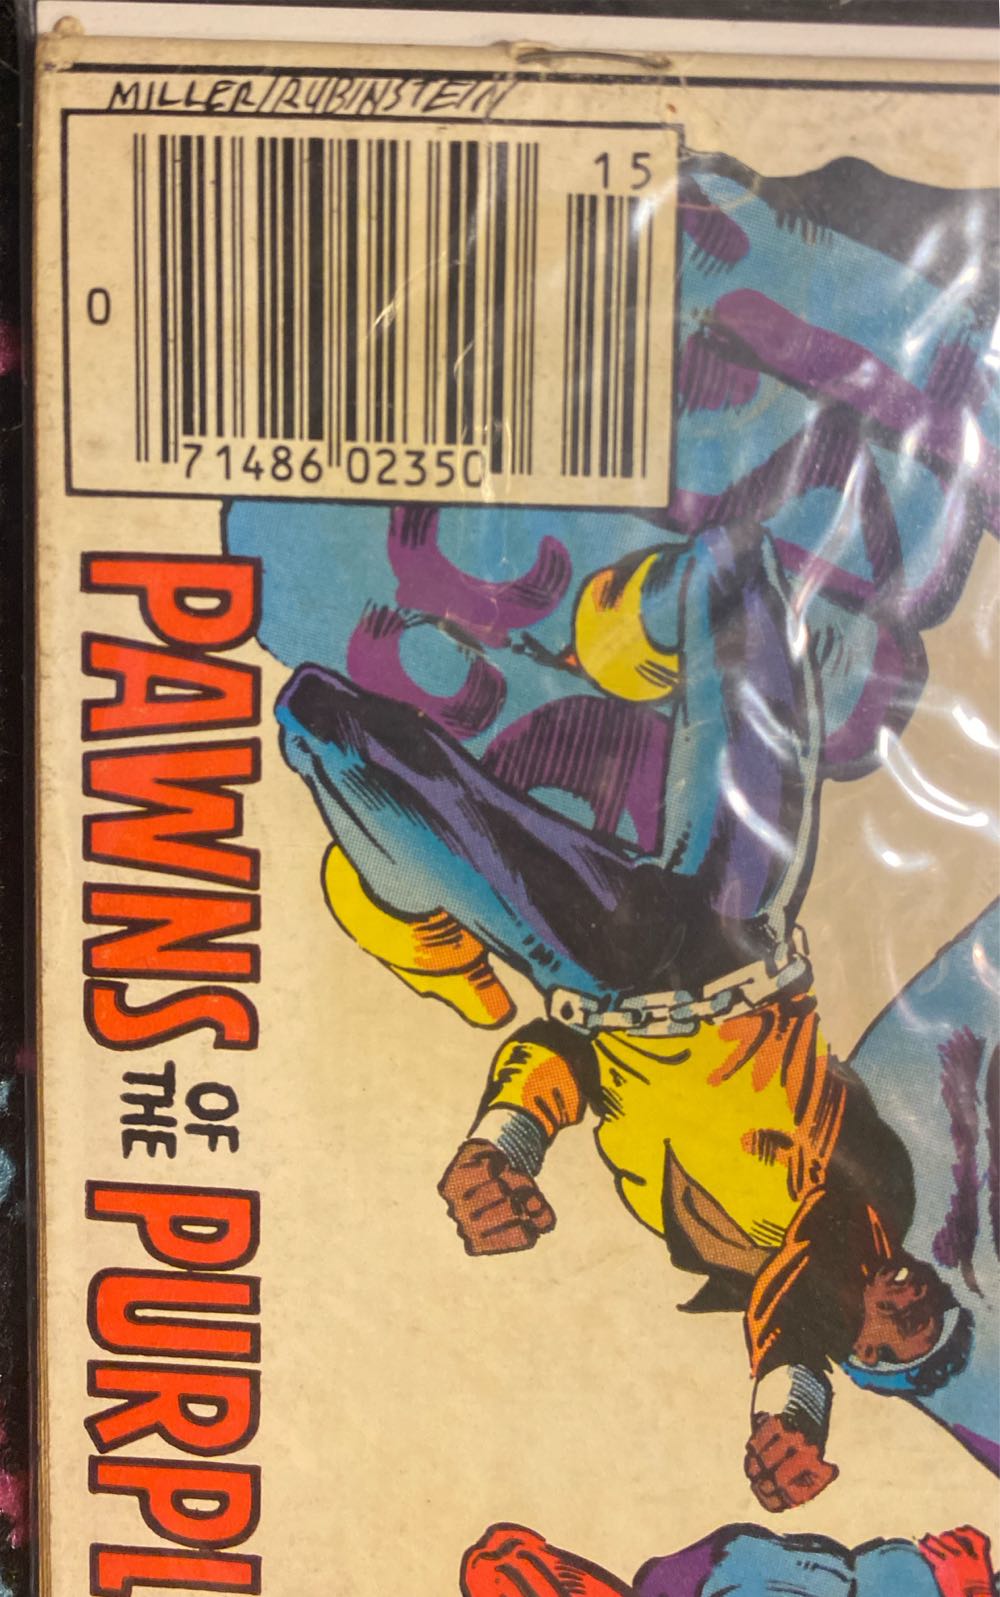 MILLER/RUBINSTEIN
15
0
71486 02350
PAWNS
OF
THE
PURPL